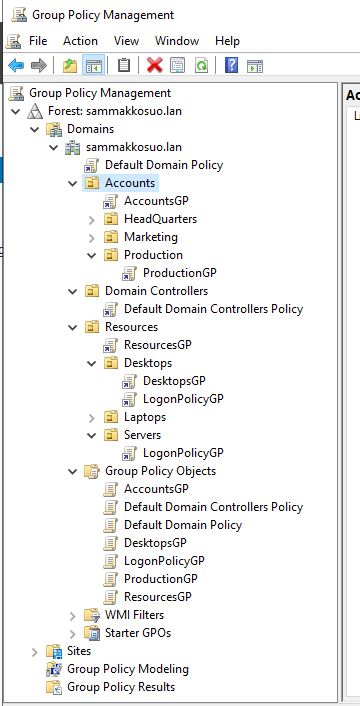 Group Policy Management
File Action View Window Help
Group Policy Management
Forest: sammakkosuo.lan
Domains
sammakkosuo.lan
Default Domain Policy
Accounts
AccountsGP
HeadQuarters
Marketing
Production
ProductionGP
Domain Controllers
Default Domain Controllers Policy
Resources
ResourcesGP
Desktops
DesktopsGP
LogonPolicyGP
Laptops
Servers
LogonPolicyGP
Group Policy Objects
AccountsGP
Default Domain Controllers Policy
Default Domain Policy
DesktopsGP
LogonPolicyGP
ProductionGP
ResourcesGP
WMI Filters
Starter GPOs
Sites
Group Policy Modeling
Group Policy Results